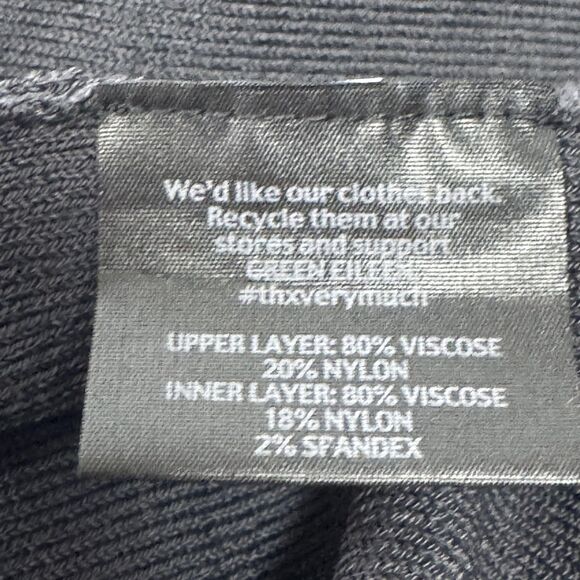 We'd like our clothes back.
Recycle them at our
stores and support
GREEN EILEEN.
#thxverymuch
UPPER LAYER: 80% VISCOSE
20% NYLON
INNER LAYER: 80% VISCOSE
18% NYLON
2% SPANDEX